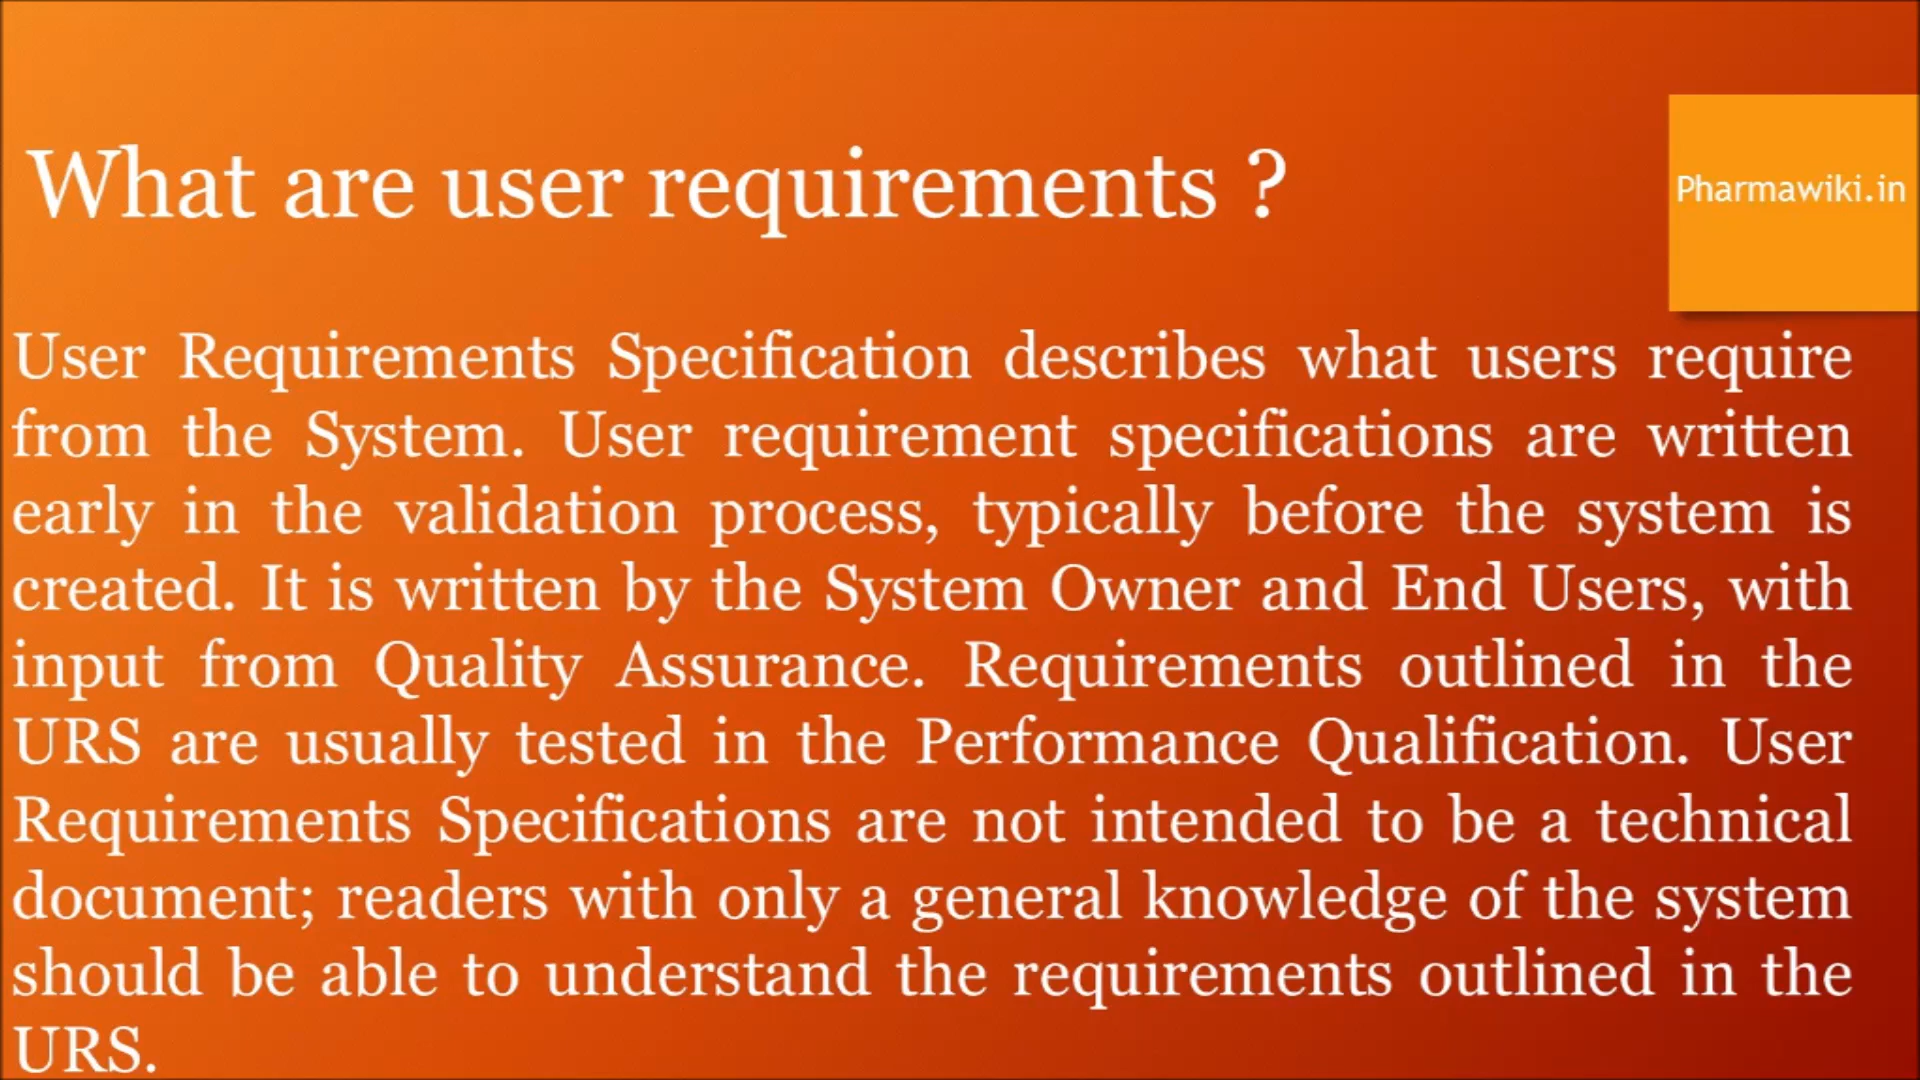 What are user requirements ?
Pharmawiki.in
User Requirements Specification describes what users require
from the System. User requirement specifications are written
early in the validation process, typically before the system is
created. It is written by the System Owner and End Users, with
input from Quality Assurance. Requirements outlined in the
URS are usually tested in the Performance Qualification. User
Requirements Specifications are not intended to be a technical
document; readers with only a general knowledge of the system
should be able to understand the requirements outlined in the
URS.